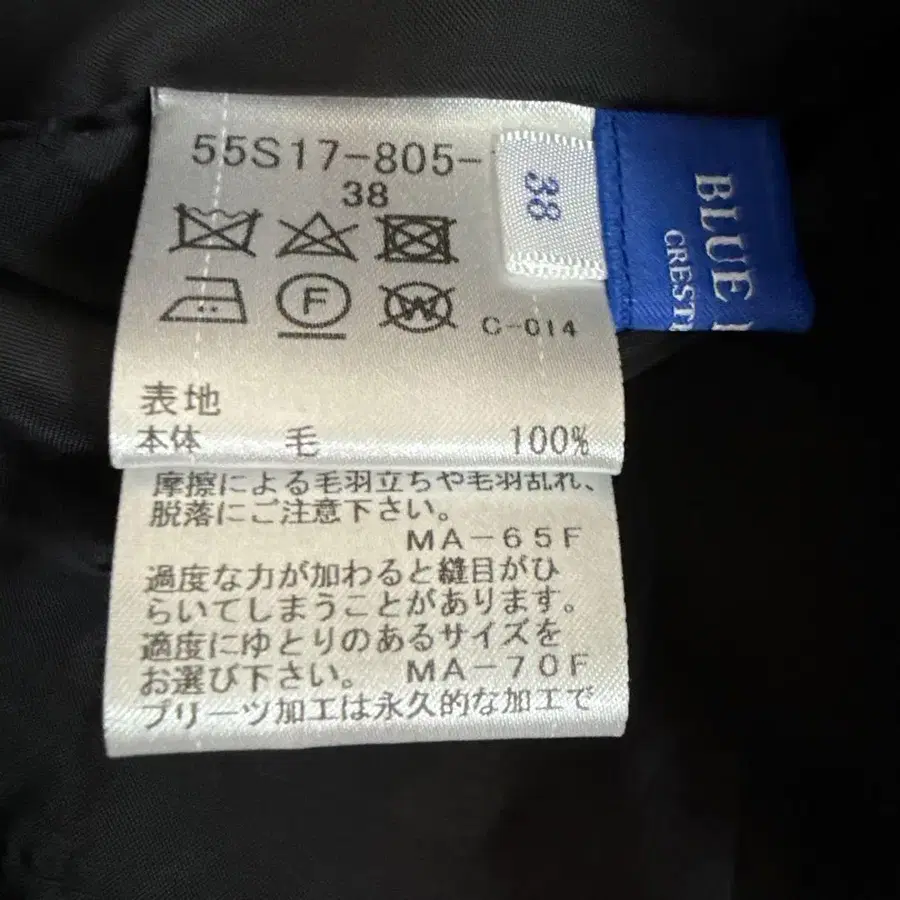 55S17-805-
38
38
BLUE
CREST
F
W
C-014
表地
本体 毛 100%
摩擦による毛羽立ちや毛羽乱れ、
脱落にご注意下さい。
MA-65F
過度な力が加わると縫目がひ
らいてしまうことがあります。
適度にゆとりのあるサイズを
お選び下さい。 MA-70F
プリーツ加工は永久的な加工で